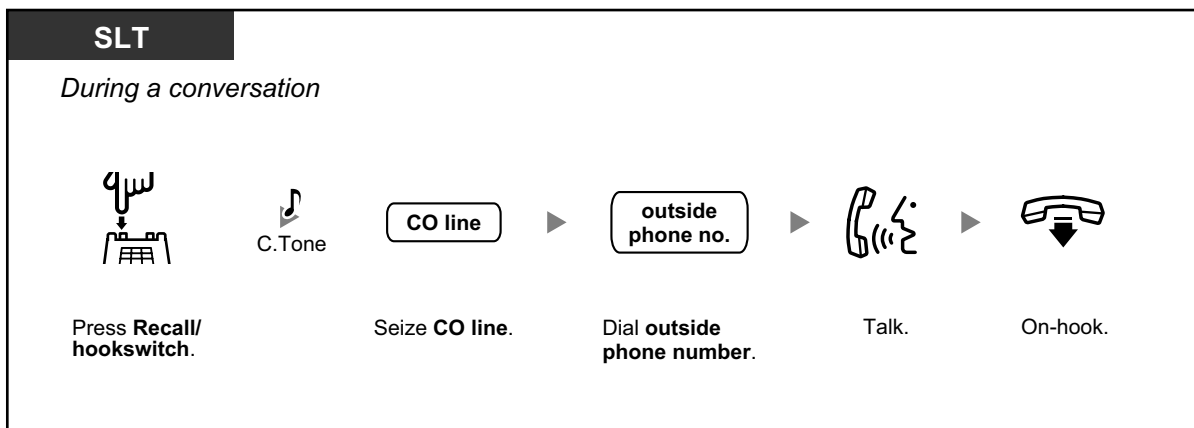 SLT
During a conversation
C.Tone
CO line
outside
phone no.
Press Recall/
hookswitch.
Seize CO line.
Dial outside
phone number.
Talk.
On-hook.